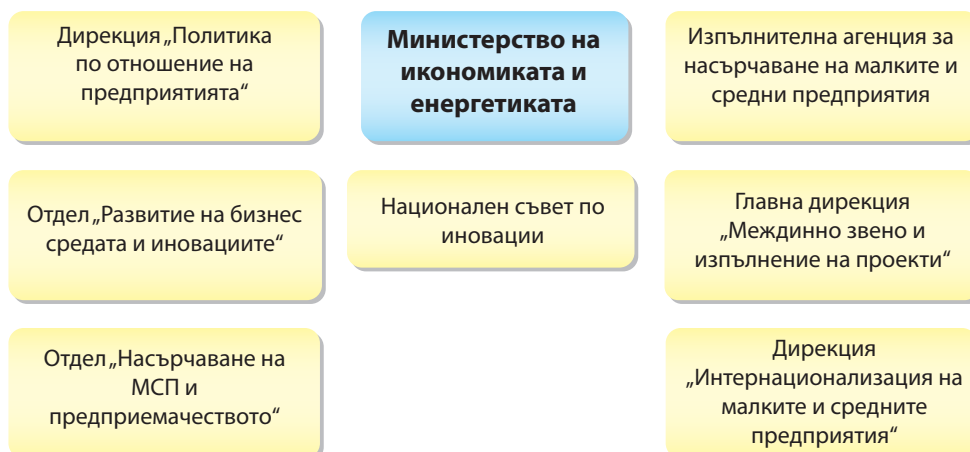 Дирекция „Политика
по отношение на
предприятията“
Министерство на
икономиката и
енергетиката
Изпълнителна агенция за
насърчаване на малките и
средни предприятия
Отдел „Развитие на бизнес
средата и иновациите“
Национален съвет по
иновации
Главна дирекция
„Междинно звено и
изпълнение на проекти“
Отдел „Насърчаване на
МСП и
предприемачеството“
Дирекция
„Интернационализация на
малките и средните
предприятия“